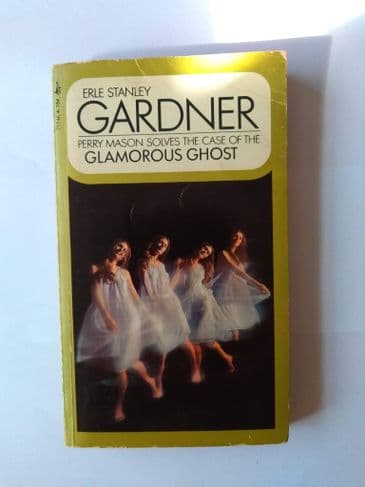 ERLE STANLEY
GARDNER
PERRY MASON SOLVES THE CASE OF THE
GLAMOROUS GHOST